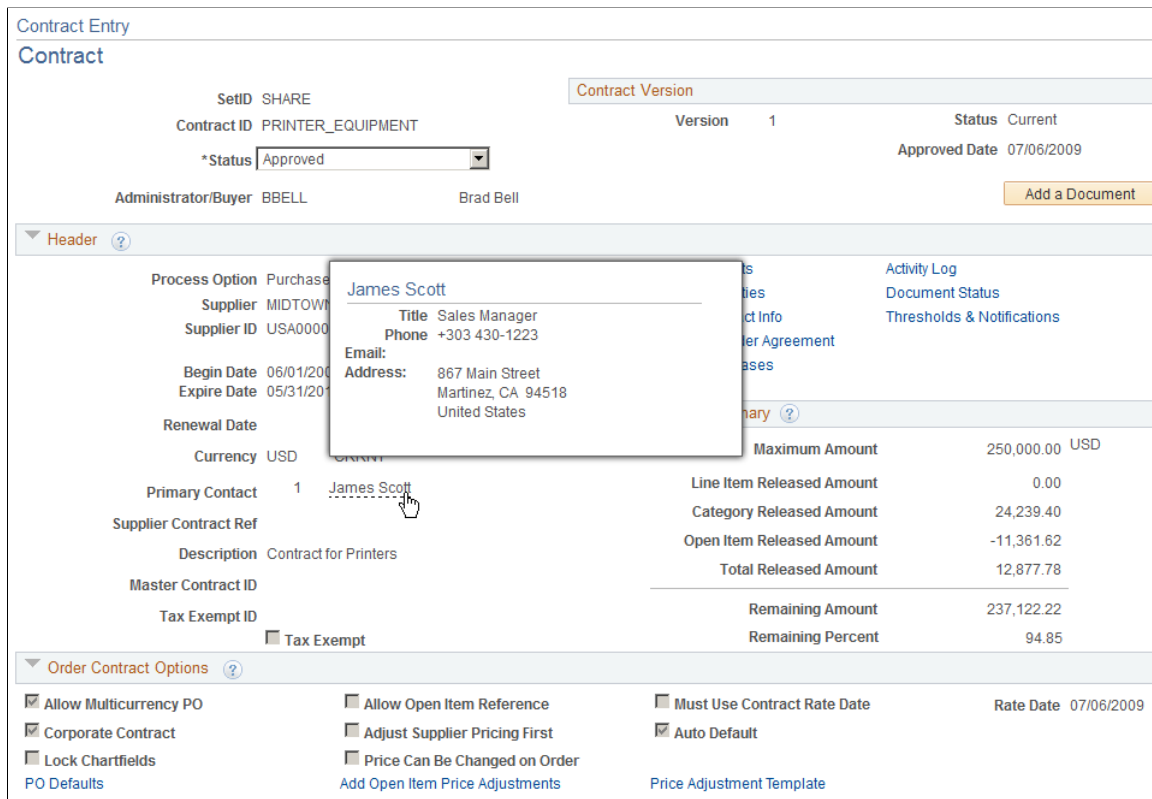 Contract Entry
Contract
SetID SHARE
Contract ID PRINTER_EQUIPMENT
*Status Approved
Administrator/Buyer BBELL Brad Bell
Contract Version
Version 1 Status Current
Approved Date 07/06/2009
Add a Document
Header
Process Option Purchase
Supplier MIDTOWN
Supplier ID USA0000
Begin Date 06/01/200
Expire Date 05/31/201
Renewal Date
Currency USD CRRNT
Primary Contact 1 James Scott
Supplier Contract Ref
Description Contract for Printers
Master Contract ID
Tax Exempt ID
Tax Exempt
James Scott
Title Sales Manager
Phone +303 430-1223
Email:
Address: 867 Main Street
Martinez, CA 94518
United States
ts Activity Log
ties Document Status
ct Info Thresholds & Notifications
er Agreement
ases
mary
Maximum Amount 250,000.00 USD
Line Item Released Amount 0.00
Category Released Amount 24,239.40
Open Item Released Amount -11,361.62
Total Released Amount 12,877.78
Remaining Amount 237,122.22
Remaining Percent 94.85
Order Contract Options
Allow Multicurrency PO Allow Open Item Reference Must Use Contract Rate Date Rate Date 07/06/2009
Corporate Contract Adjust Supplier Pricing First Auto Default
Lock Chartfields Price Can Be Changed on Order
PO Defaults Add Open Item Price Adjustments Price Adjustment Template